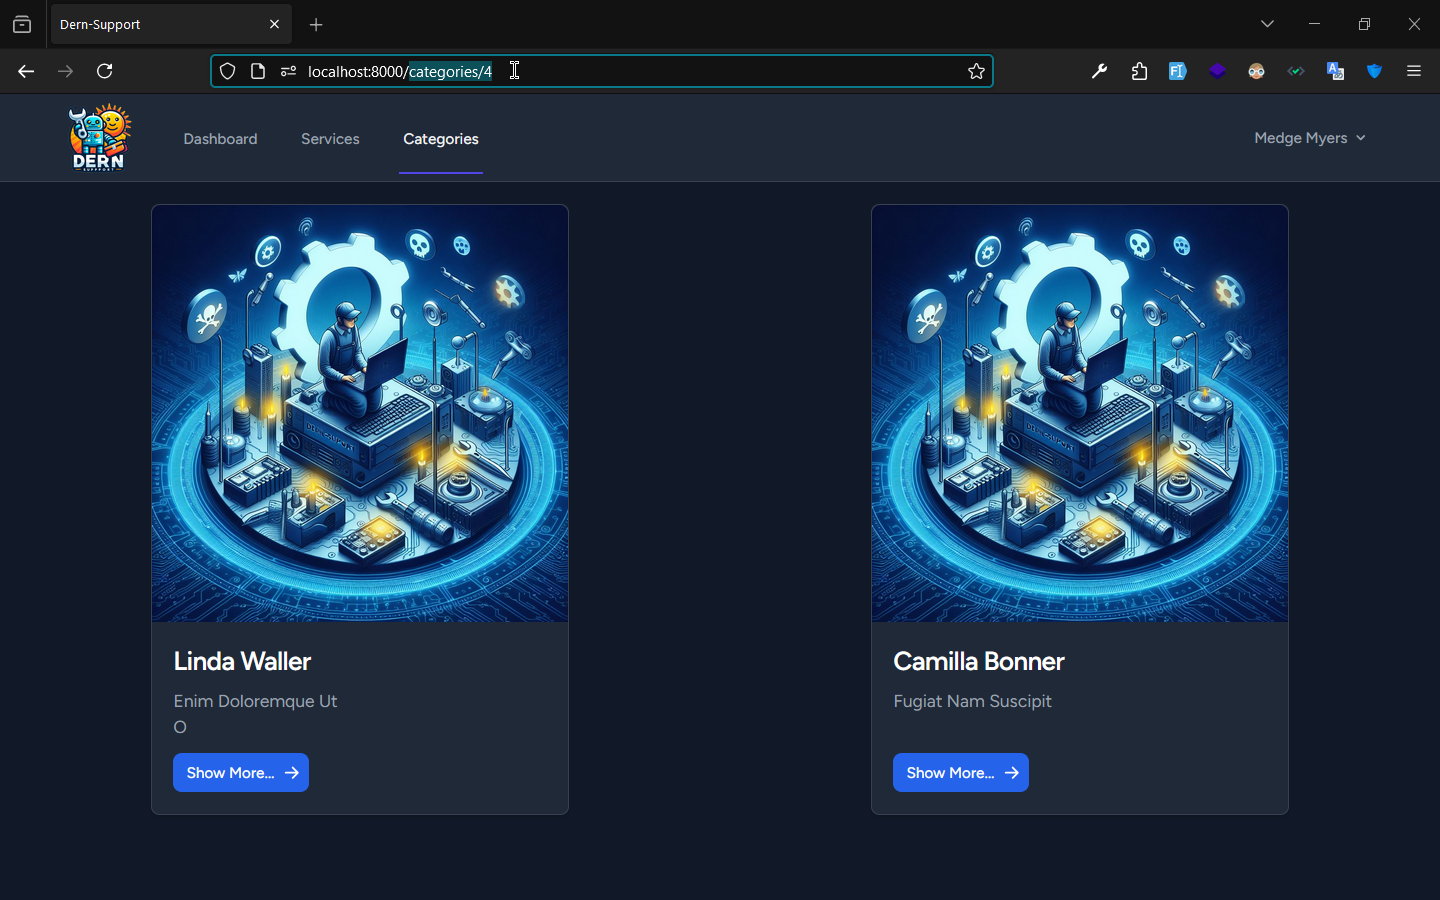 Dern-Support
localhost:8000/categories/4
DERN
SUPPPORT
Dashboard
Services
Categories
Medge Myers
Linda Waller
Enim Doloremque Ut
O
Show More...
Camilla Bonner
Fugiat Nam Suscipit
Show More...